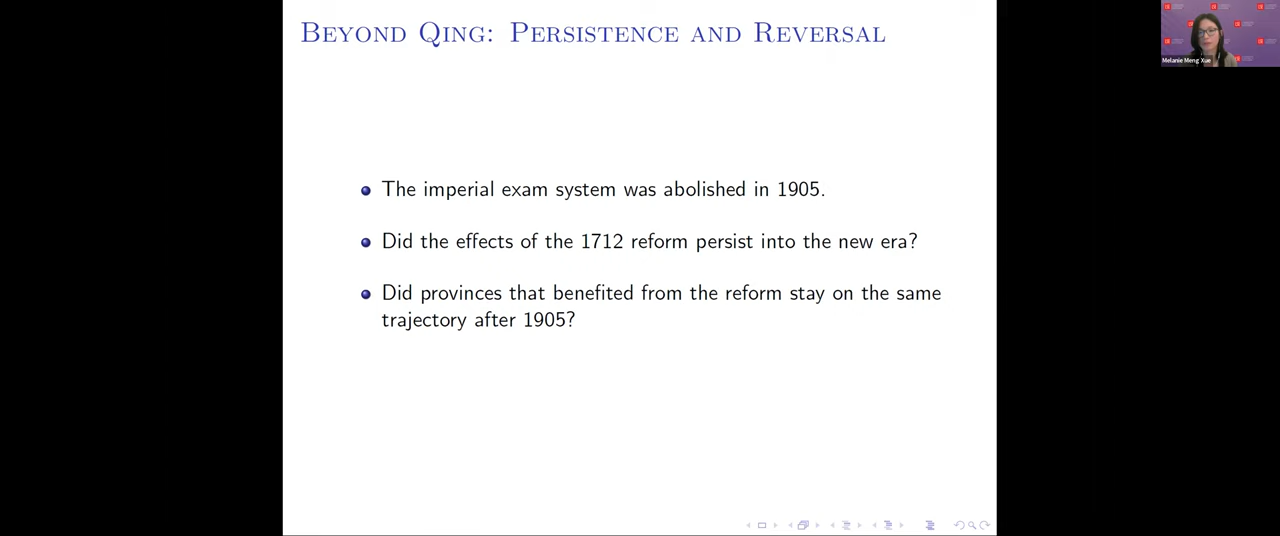 BEYOND QING: PERSISTENCE AND REVERSAL
The imperial exam system was abolished in 1905.
Did the effects of the 1712 reform persist into the new era?
Did provinces that benefited from the reform stay on the same
trajectory after 1905?
Melanie Meng Xue